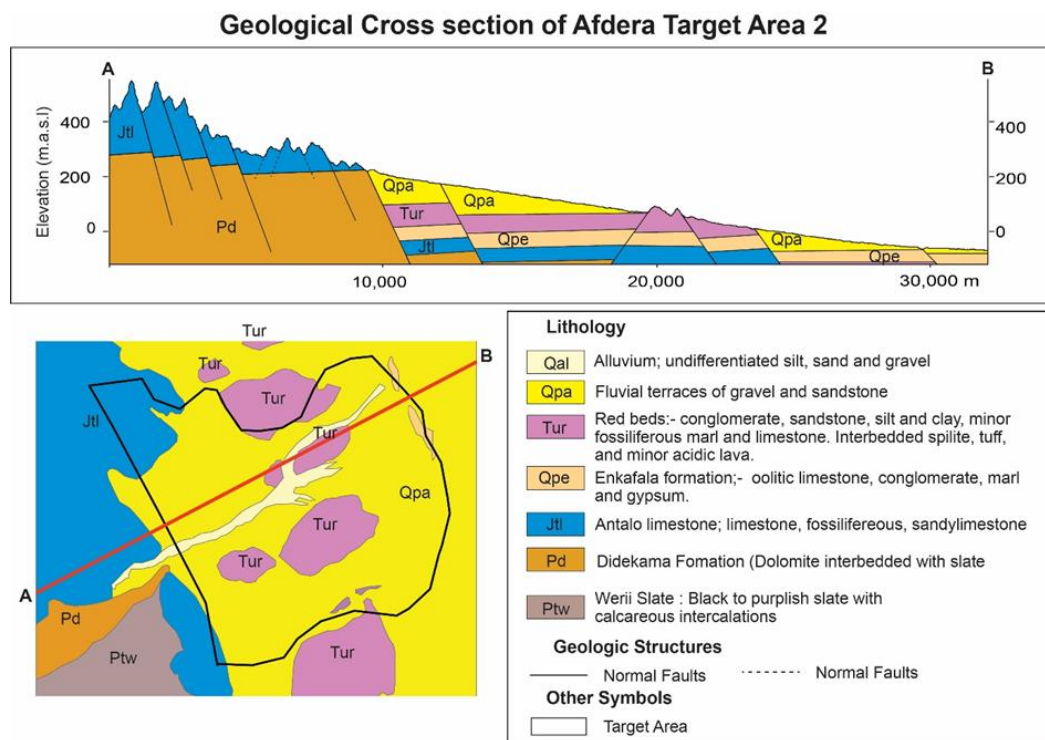 Geological Cross section of Afdera Target Area 2
A
B
Elevation (m.a.s.l)
400
200
0
400
200
0
Jtl
Pd
Qpa
Tur
Jtl
Qpa
Qpe
Qpa
Qpe
10,000
20,000
30,000 m
Tur
Tur
Tur
Tur
Jtl
Qpa
Tur
Tur
Tur
A
B
Pd
Ptw
Lithology
Qal Alluvium; undifferentiated silt, sand and gravel
Qpa Fluvial terraces of gravel and sandstone
Tur Red beds:- conglomerate, sandstone, silt and clay, minor
fossiliferous marl and limestone. Interbedded spilite, tuff,
and minor acidic lava.
Qpe Enkafala formation;- oolitic limestone, conglomerate, marl
and gypsum.
Jtl Antalo limestone; limestone, fossilifereous, sandylimestone
Pd Didekama Fomation (Dolomite interbedded with slate
Ptw Werii Slate : Black to purplish slate with
calcareous intercalations
Geologic Structures
Normal Faults
Normal Faults
Other Symbols
Target Area